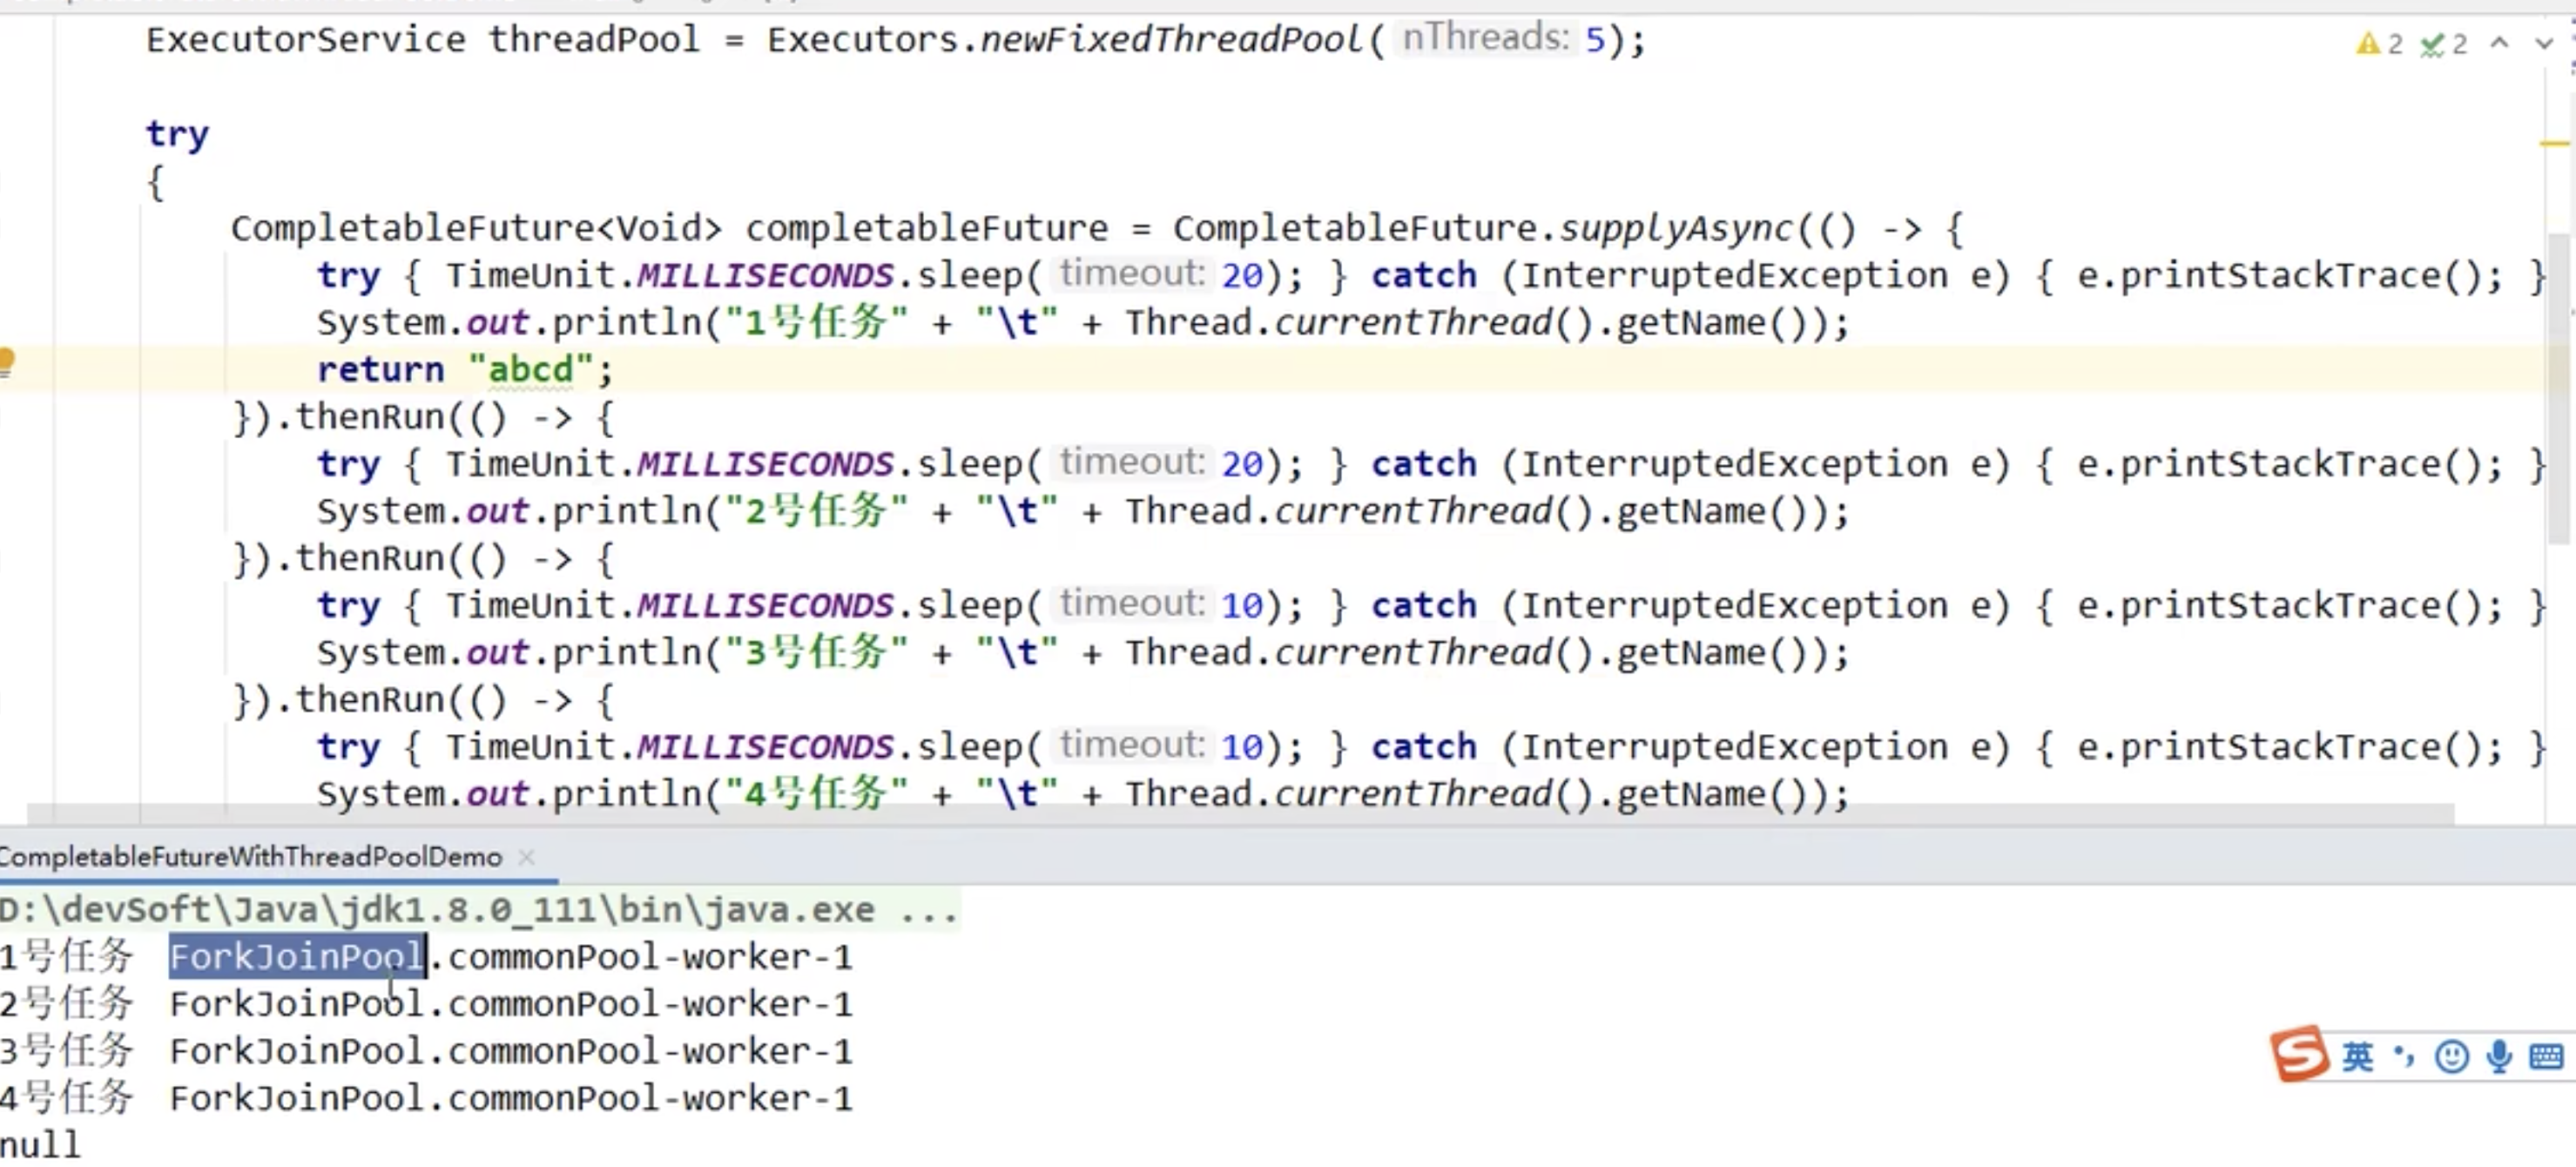 ExecutorService threadPool = Executors.newFixedThreadPool( nThreads: 5);
2 2
try
{
CompletableFuture<Void> completableFuture = CompletableFuture.supplyAsync(() -> {
try { TimeUnit.MILLISECONDS.sleep( timeout: 20); } catch (InterruptedException e) { e.printStackTrace(); }
System.out.println("1号任务" + "\t" + Thread.currentThread().getName());
return "abcd";
}).thenRun(() -> {
try { TimeUnit.MILLISECONDS.sleep( timeout: 20); } catch (InterruptedException e) { e.printStackTrace(); }
System.out.println("2号任务" + "\t" + Thread.currentThread().getName());
}).thenRun(() -> {
try { TimeUnit.MILLISECONDS.sleep( timeout: 10); } catch (InterruptedException e) { e.printStackTrace(); }
System.out.println("3号任务" + "\t" + Thread.currentThread().getName());
}).thenRun(() -> {
try { TimeUnit.MILLISECONDS.sleep( timeout: 10); } catch (InterruptedException e) { e.printStackTrace(); }
System.out.println("4号任务" + "\t" + Thread.currentThread().getName());
CompletableFutureWithThreadPoolDemo ×
D:\devSoft\Java\jdk1.8.0_111\bin\java.exe ...
1号任务 ForkJoinPool.commonPool-worker-1
2号任务 ForkJoinPool.commonPool-worker-1
3号任务 ForkJoinPool.commonPool-worker-1
4号任务 ForkJoinPool.commonPool-worker-1
null
S 英